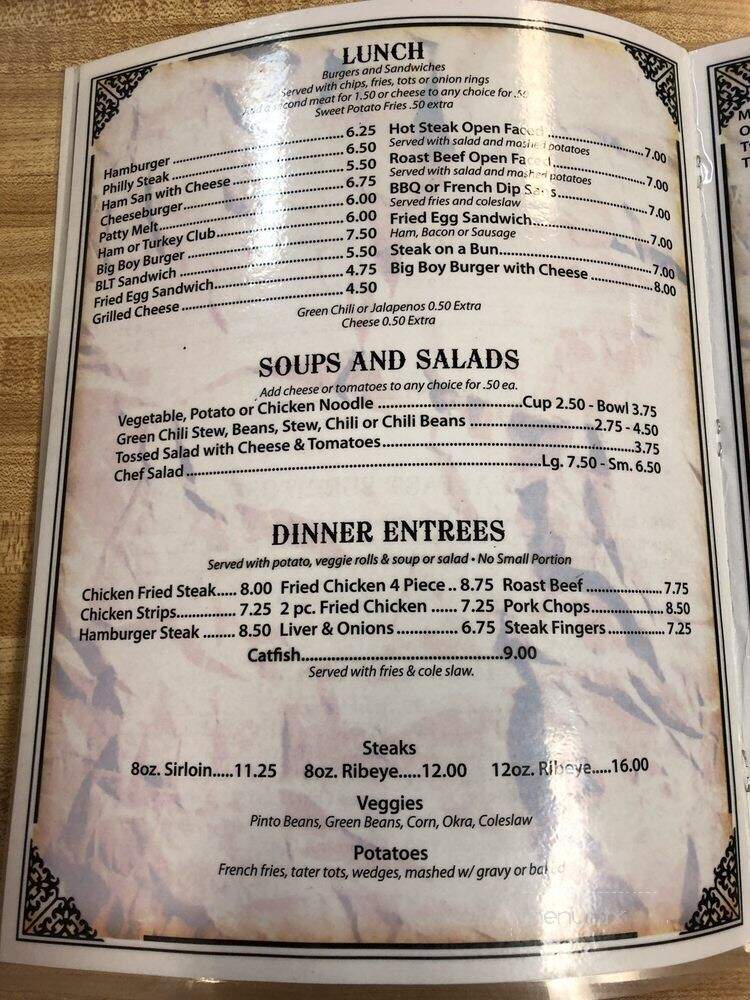 LUNCH
Burgers and Sandwiches
Served with chips, fries, tots or onion rings
second meat for 1.50 or cheese to any choice for .50
Sweet Potato Fries .50 extra
Hamburger 6.25
Philly Steak 6.50
Ham San with Cheese 5.50
Cheeseburger 6.75
Patty Melt 6.00
Ham or Turkey Club 6.00
Big Boy Burger 7.50
BLT Sandwich 5.50
Fried Egg Sandwich 4.75
Grilled Cheese 4.50
Hot Steak Open Faced 7.00
Served with salad and mashed potatoes
Roast Beef Open Faced 7.00
Served with salad and mashed potatoes
BBQ or French Dip 7.00
Served fries and coleslaw
Fried Egg Sandwich 7.00
Ham, Bacon or Sausage
Steak on a Bun 7.00
Big Boy Burger with Cheese 8.00
Green Chili or Jalapenos 0.50 Extra
Cheese 0.50 Extra
SOUPS AND SALADS
Add cheese or tomatoes to any choice for .50 ea.
Vegetable, Potato or Chicken Noodle Cup 2.50 - Bowl 3.75
Green Chili Stew, Beans, Stew, Chili or Chili Beans 2.75 - 4.50
Tossed Salad with Cheese & Tomatoes 3.75
Chef Salad Lg. 7.50 - Sm. 6.50
DINNER ENTREES
Served with potato, veggie rolls & soup or salad • No Small Portion
Chicken Fried Steak..... 8.00 Fried Chicken 4 Piece.. 8.75 Roast Beef 7.75
Chicken Strips 7.25 2 pc. Fried Chicken ...... 7.25 Pork Chops 8.50
Hamburger Steak ........ 8.50 Liver & Onions 6.75 Steak Fingers 7.25
Catfish 9.00
Served with fries & cole slaw.
Steaks
8oz. Sirloin.....11.25 8oz. Ribeye.....12.00 12oz. Ribeye.....16.00
Veggies
Pinto Beans, Green Beans, Corn, Okra, Coleslaw
Potatoes
French fries, tater tots, wedges, mashed w/ gravy or baked